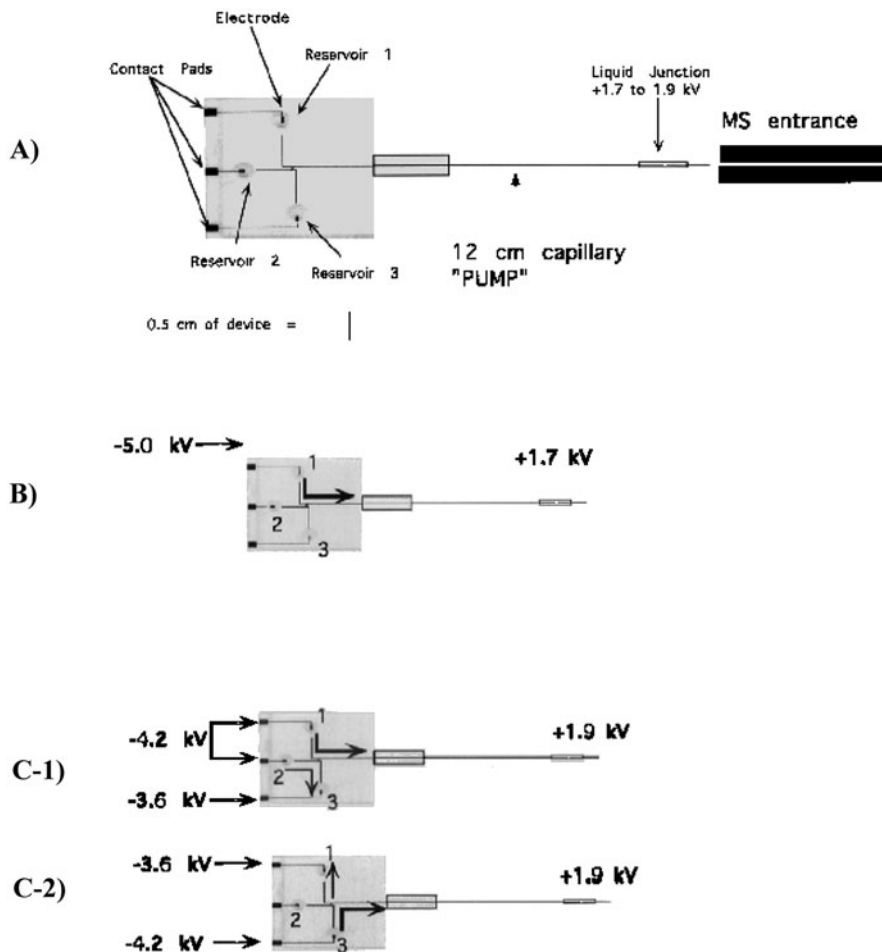 Electrode
Reservoir 1
Contact Pads
Liquid Junction
+1.7 to 1.9 kV
MS entrance
A)
Reservoir 2
Reservoir 3
12 cm capillary
"PUMP"
0.5 cm of device =
-5.0 kV
1
+1.7 kV
B)
2
3
1
-4.2 kV
+1.9 kV
C-1)
2
-3.6 kV
3
1
-3.6 kV
+1.9 kV
C-2)
2
3
-4.2 kV